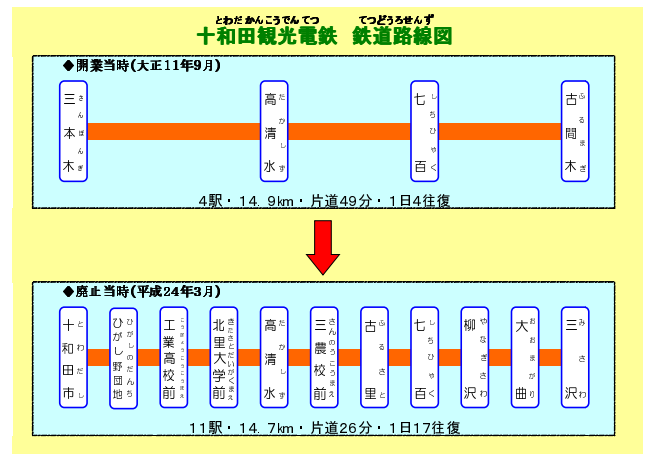 とわだかんこうでんてつ　てつどうろせんず
十和田観光電鉄　鉄道路線図
◆開業当時(大正11年9月)
三本木 さんぼんぎ
高清水 たかしず
七百 しちひゃく
古間木 ふるまぎ
4駅・14.9km・片道49分・1日4往復
◆廃止当時(平成24年3月)
十和田市 とわだし
ひがし野団地 ひがしのだんち
工業高校前 こうぎょうこうこうまえ
北里大学前 きたさとだいがくまえ
高清水 たかしず
三農校前 さんのうこうまえ
古里 ふるさと
七百 しちひゃく
柳沢 やなぎさわ
大曲 おおまがり
三沢 みさわ
11駅・14.7km・片道26分・1日17往復